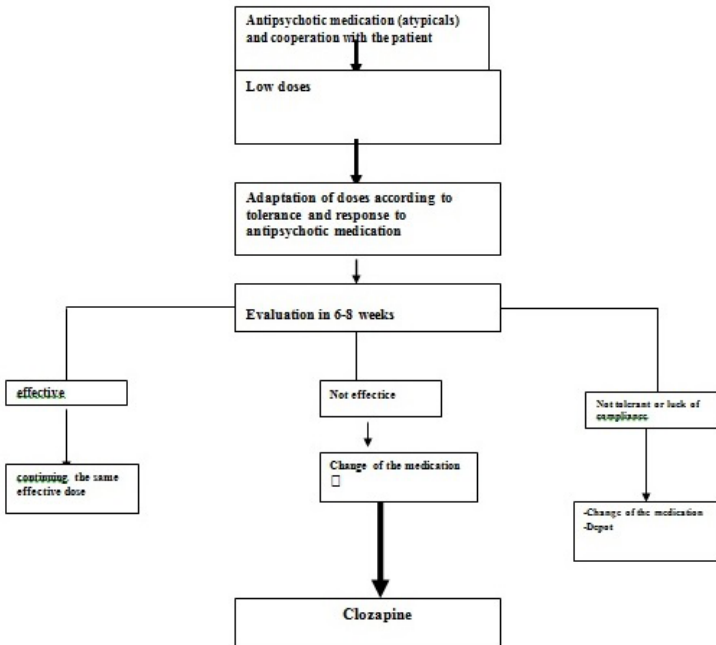 Antipsychotic medication (atypicals)
and cooperation with the patient
Low doses
Adaptation of doses according to
tolerance and response to
antipsychotic medication
Evaluation in 6-8 weeks
effective
Not effectice
Not tolerant or luck of
compliance
continuing the same
effective dose
Change of the medication
-Change of the medication
-Depot
Clozapine